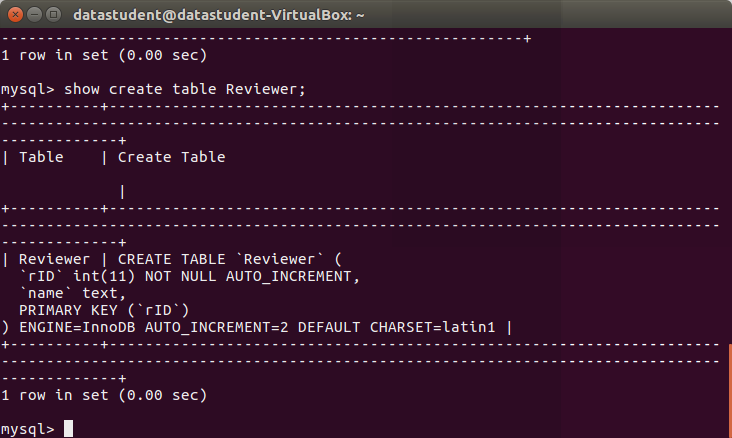 datastudent@datastudent-VirtualBox: ~
----------------------------------------------------------+
1 row in set (0.00 sec)
mysql> show create table Reviewer;
+----------+--------------------------------------------------------------------
--------------------------------------------------------------------------------
-------------+
| Table    | Create Table
             |
+----------+--------------------------------------------------------------------
--------------------------------------------------------------------------------
-------------+
| Reviewer | CREATE TABLE `Reviewer` (
  `rID` int(11) NOT NULL AUTO_INCREMENT,
  `name` text,
  PRIMARY KEY (`rID`)
) ENGINE=InnoDB AUTO_INCREMENT=2 DEFAULT CHARSET=latin1 |
+----------+--------------------------------------------------------------------
--------------------------------------------------------------------------------
-------------+
1 row in set (0.00 sec)
mysql>